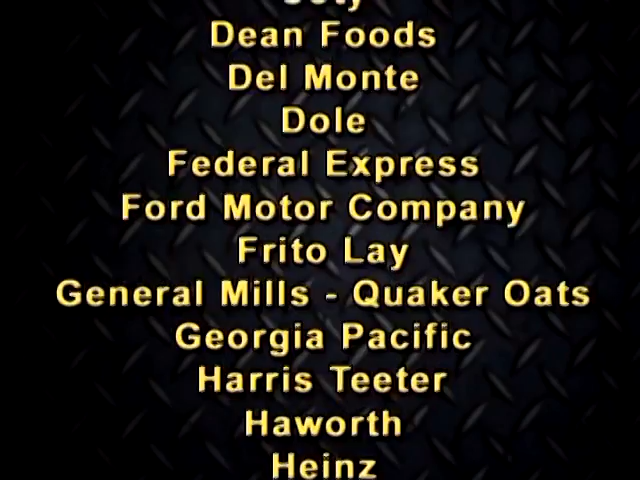 Dean Foods
Del Monte
Dole
Federal Express
Ford Motor Company
Frito Lay
General Mills - Quaker Oats
Georgia Pacific
Harris Teeter
Haworth
Heinz